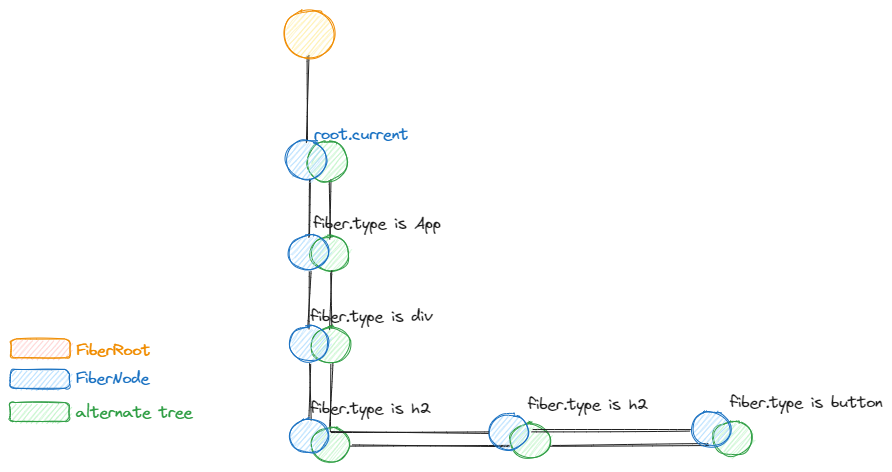 root.current
fiber.type is App
fiber.type is div
FiberRoot
FiberNode
alternate tree
fiber.type is h2
fiber.type is h2
fiber.type is button